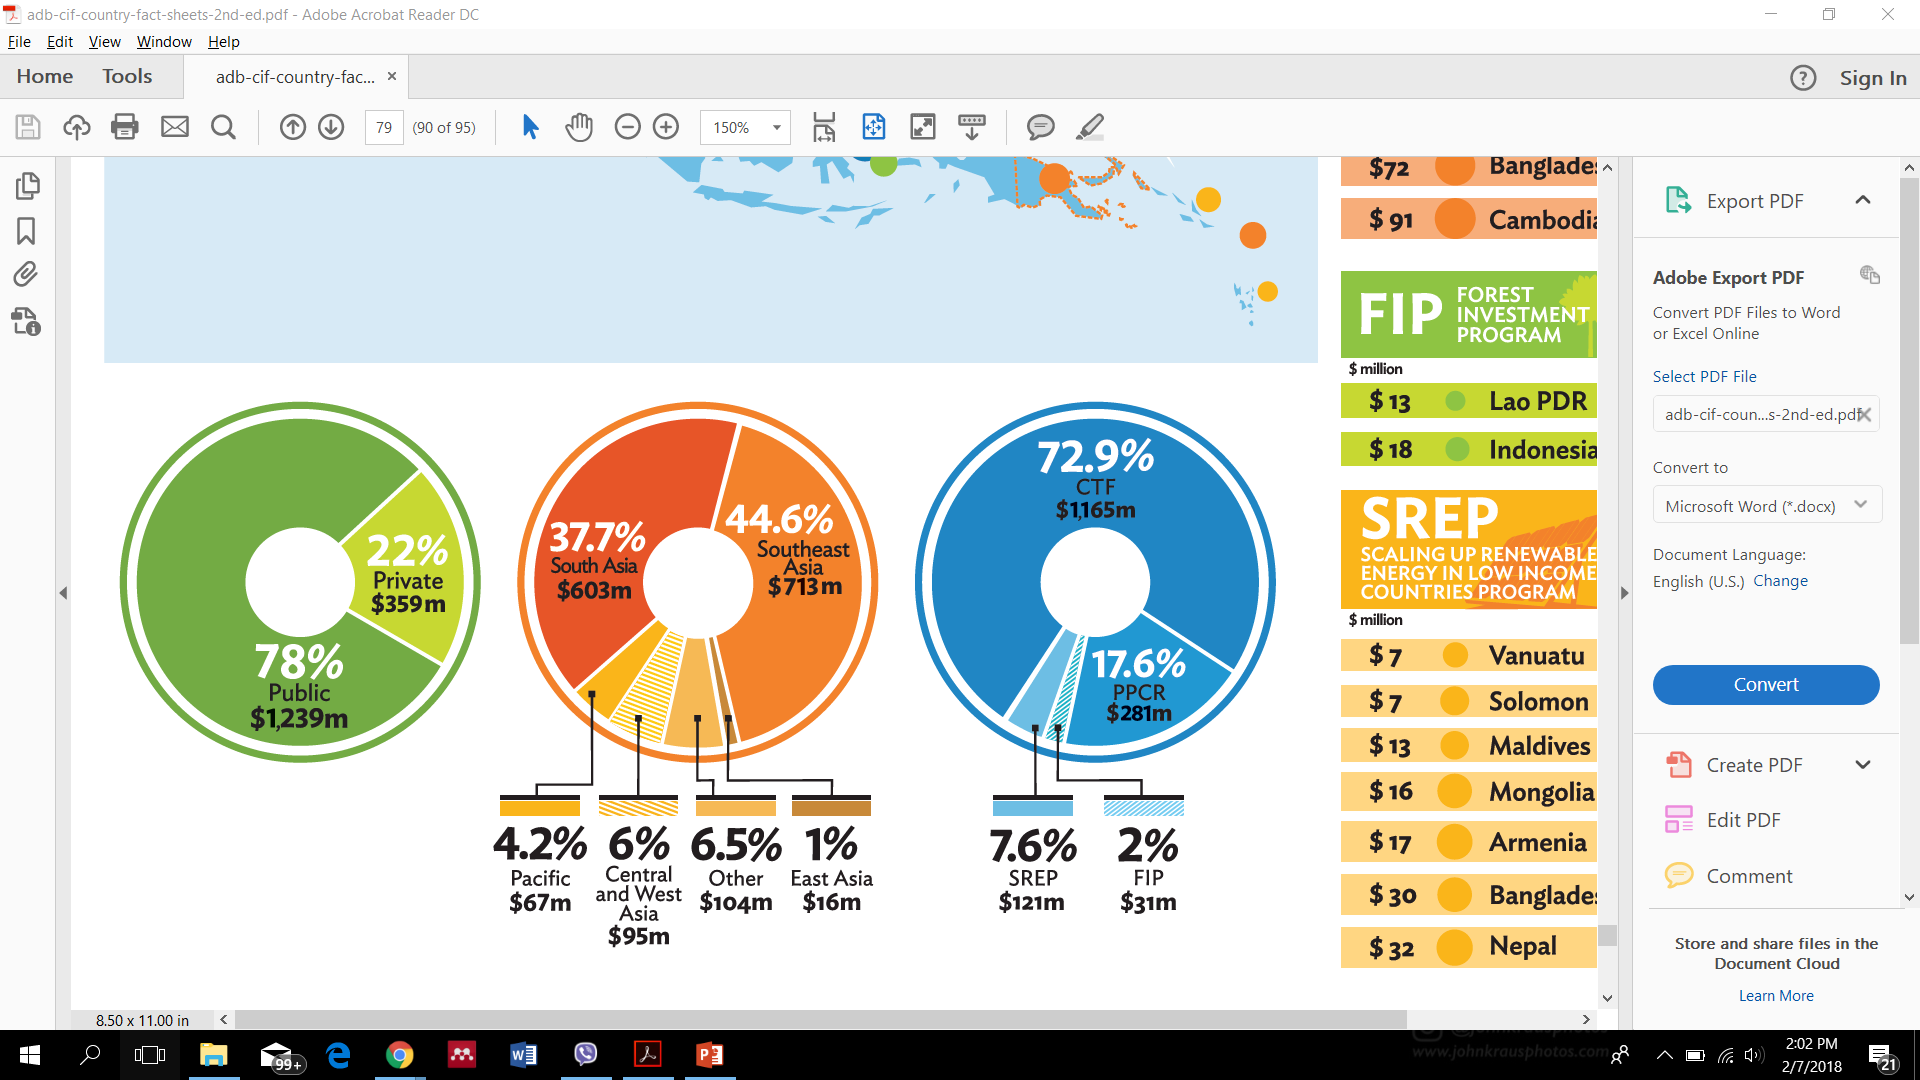 adb-cif-country-fact-sheets-2nd-ed.pdf - Adobe Acrobat Reader DC
File Edit View Window Help
Home Tools adb-cif-country-fac... × Sign In
79 (90 of 95) 150%
$72 Banglades
$ 91 Cambodia
FIP FOREST
INVESTMENT
PROGRAM
$ million
$ 13 Lao PDR
$ 18 Indonesia
SREP
SCALING UP RENEWABLE
ENERGY IN LOW INCOME
COUNTRIES PROGRAM
$ million
$ 7 Vanuatu
$ 7 Solomon
$ 13 Maldives
$ 16 Mongolia
$ 17 Armenia
$ 30 Banglades
$ 32 Nepal
22%
Private
$359m
78%
Public
$1,239m
37.7%
South Asia
$603m
44.6%
Southeast
Asia
$713m
4.2%
Pacific
$67m
6%
Central
and West
Asia
$95m
6.5%
Other
$104m
1%
East Asia
$16m
72.9%
CTF
$1,165m
17.6%
PPCR
$281m
7.6%
SREP
$121m
2%
FIP
$31m
Export PDF
Adobe Export PDF
Convert PDF Files to Word
or Excel Online
Select PDF File
adb-cif-coun...s-2nd-ed.pdf
Convert to
Microsoft Word (*.docx)
Document Language:
English (U.S.) Change
Convert
Create PDF
Edit PDF
Comment
Store and share files in the
Document Cloud
Learn More
8.50 x 11.00 in
@johnkrausphotos
www.johnkrausphotos.com
99+
2:02 PM
2/7/2018
21